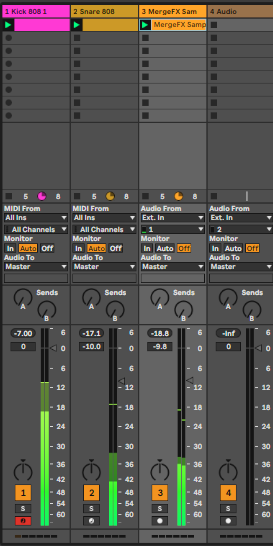 1 Kick 808 1 2 Snare 808 3 MergeFX Sam 4 Audio
MergeFX Samp
5 8 5 8 5 8
MIDI From MIDI From Audio From Audio From
All Ins All Ins Ext. In Ext. In
All Channels All Channels 1 2
Monitor Monitor Monitor Monitor
In Auto Off In Auto Off In Auto Off In Auto Off
Audio To Audio To Audio To Audio To
Master Master Master Master
Sends Sends Sends Sends
A A A A
B B B B
-7.00 6 -17.1 6 -18.8 6 -Inf 6
0 0 -10.0 0 -9.8 0 0 0
6 6 6 6
12 12 12 12
18 18 18 18
24 24 24 24
30 30 30 30
36 36 36 36
42 42 42 42
1 48 2 48 3 48 4 48
S 54 S 54 S 54 S 54
60 60 60 60